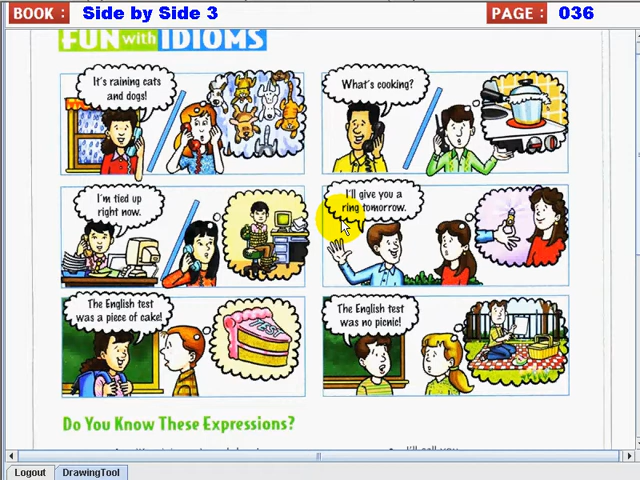 BOOK : Side by Side 3 PAGE : 036
FUN with IDIOMS
It's raining cats
and dogs!
What's cooking?
I'm tied up
right now.
I'll give you a
ring tomorrow.
The English test
was a piece of cake!
TEST
The English test
was no picnic!
Do You Know These Expressions?
Logout DrawingTool